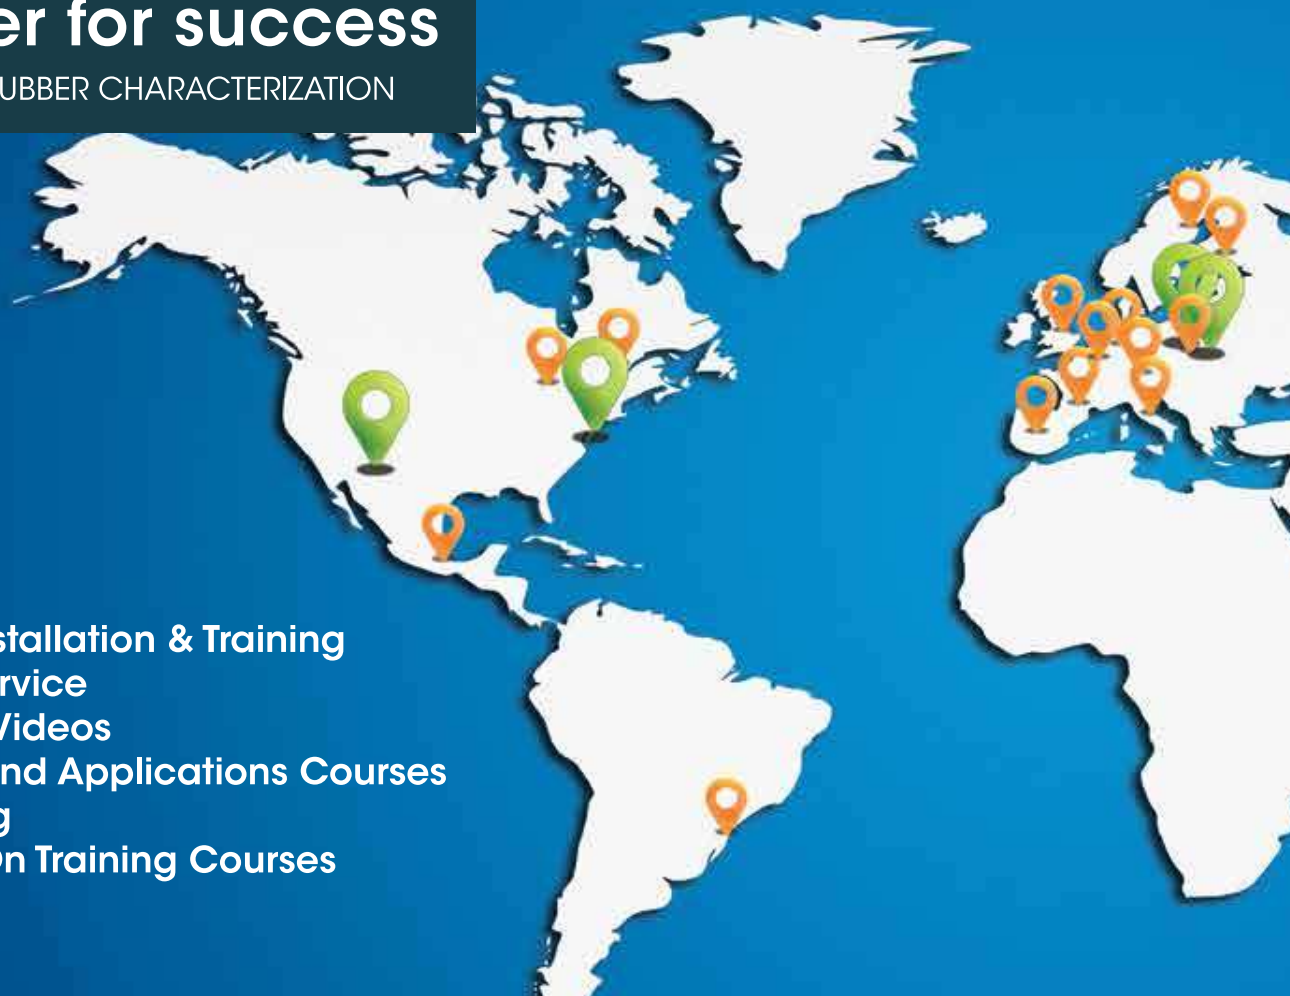 er for success
UBBER CHARACTERIZATION
stallation & Training
rvice
Videos
nd Applications Courses
g
On Training Courses